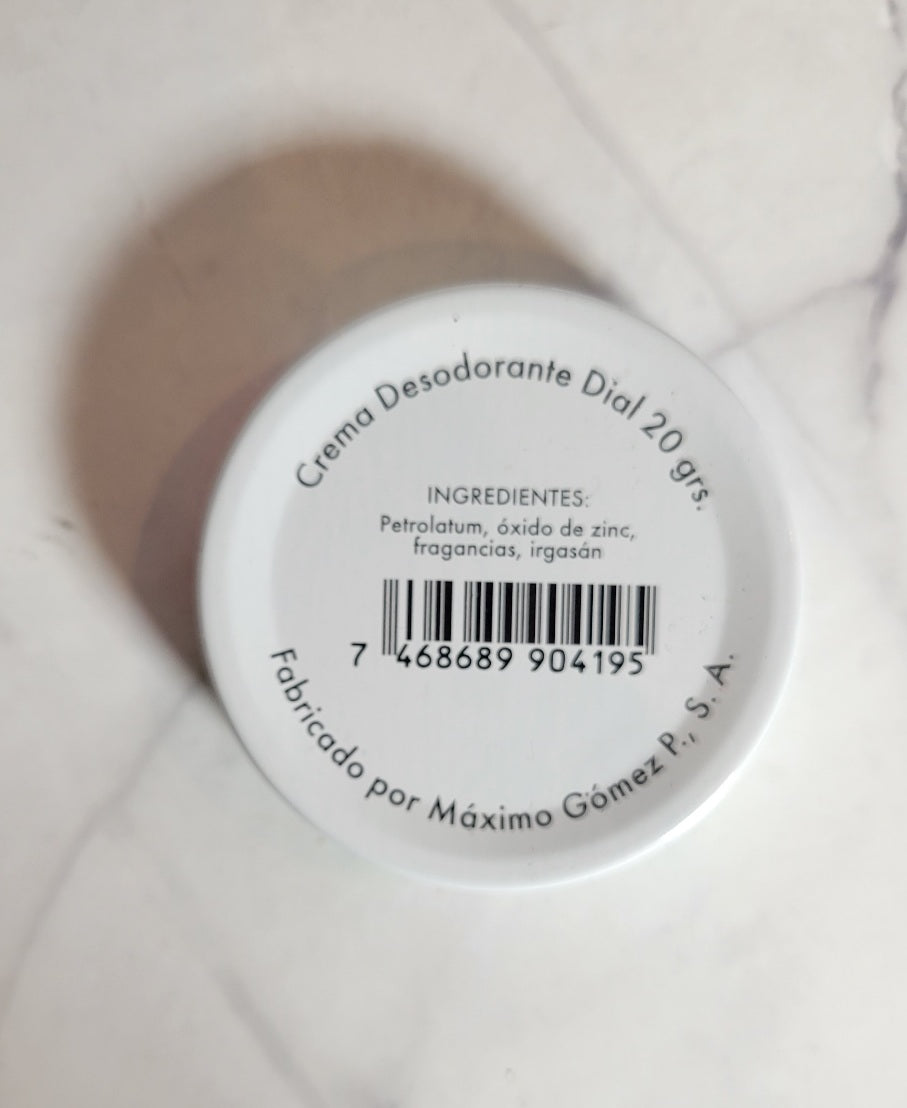 Crema Desodorante Dial 20 grs.
INGREDIENTES:
Petrolatum, óxido de zinc,
fragancias, irgasán
7 468689 904195
Fabricado por Máximo Gómez P., S. A.